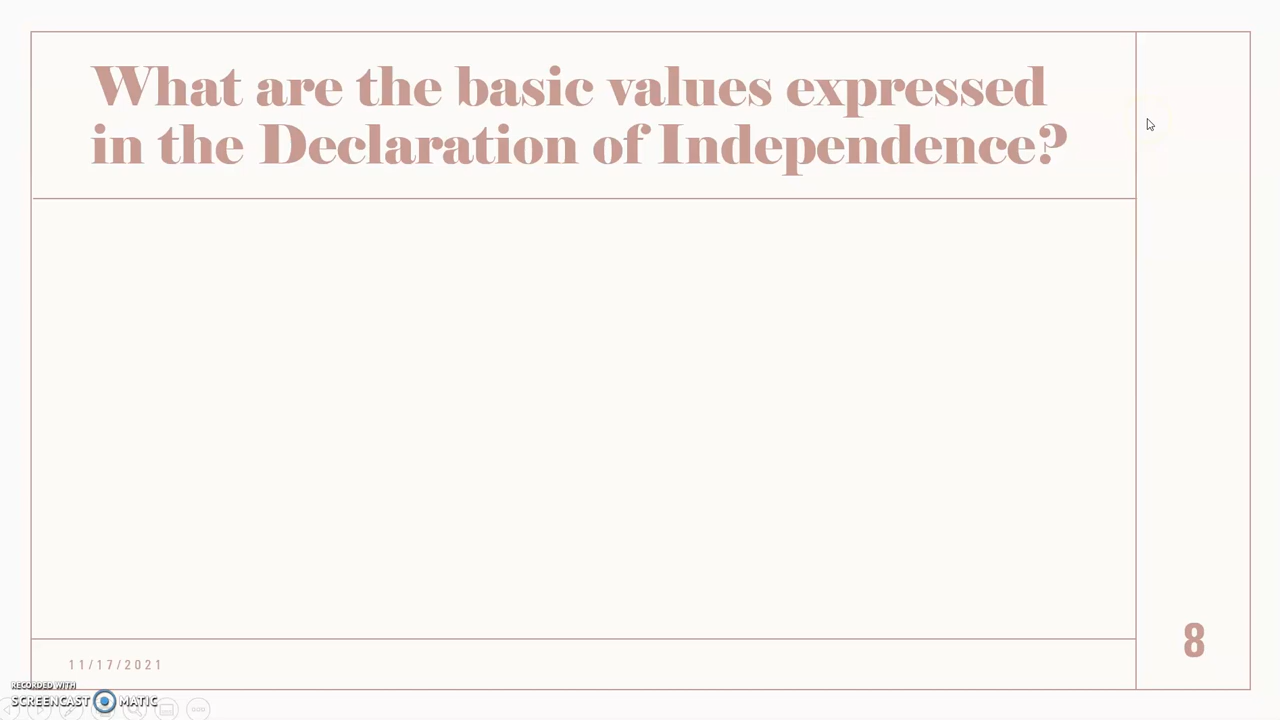 What are the basic values expressed
in the Declaration of Independence?
8
11/17/2021
RECORDED WITH
SCREENCAST MATIC